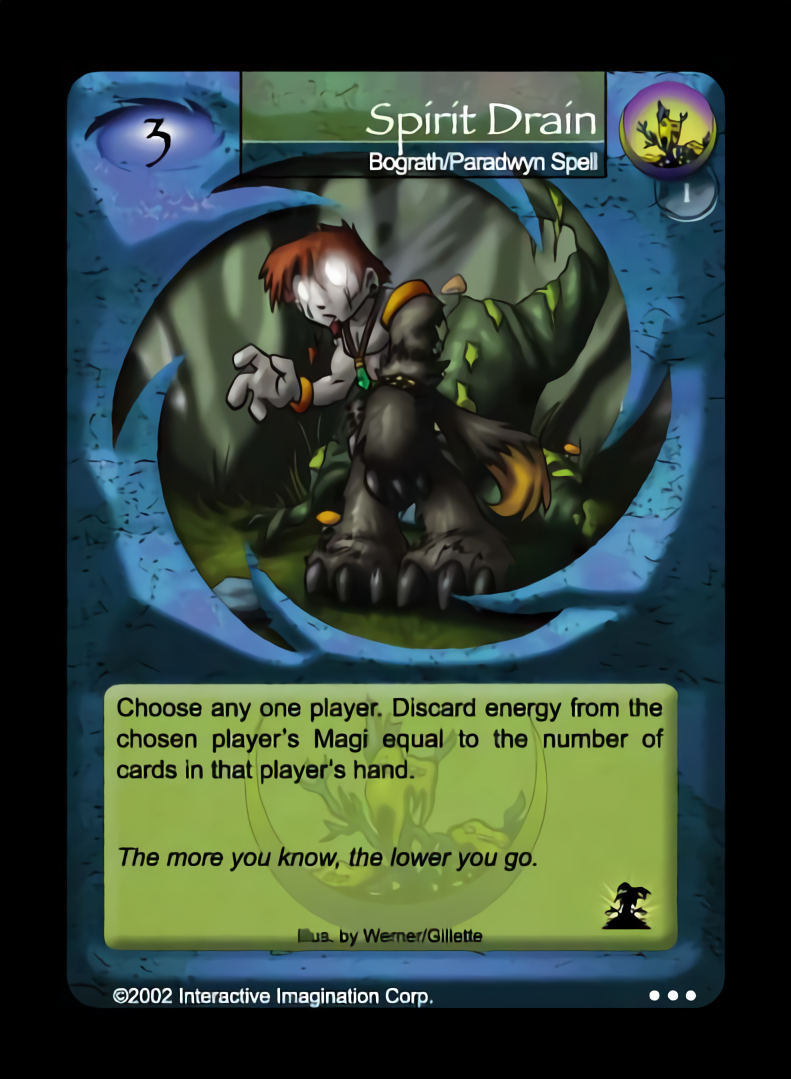 3
Spirit Drain
Bograth/Paradwyn Spell
1
Choose any one player. Discard energy from the
chosen player's Magi equal to the number of
cards in that player's hand.
The more you know, the lower you go.
Illus. by Werner/Gillette
©2002 Interactive Imagination Corp.